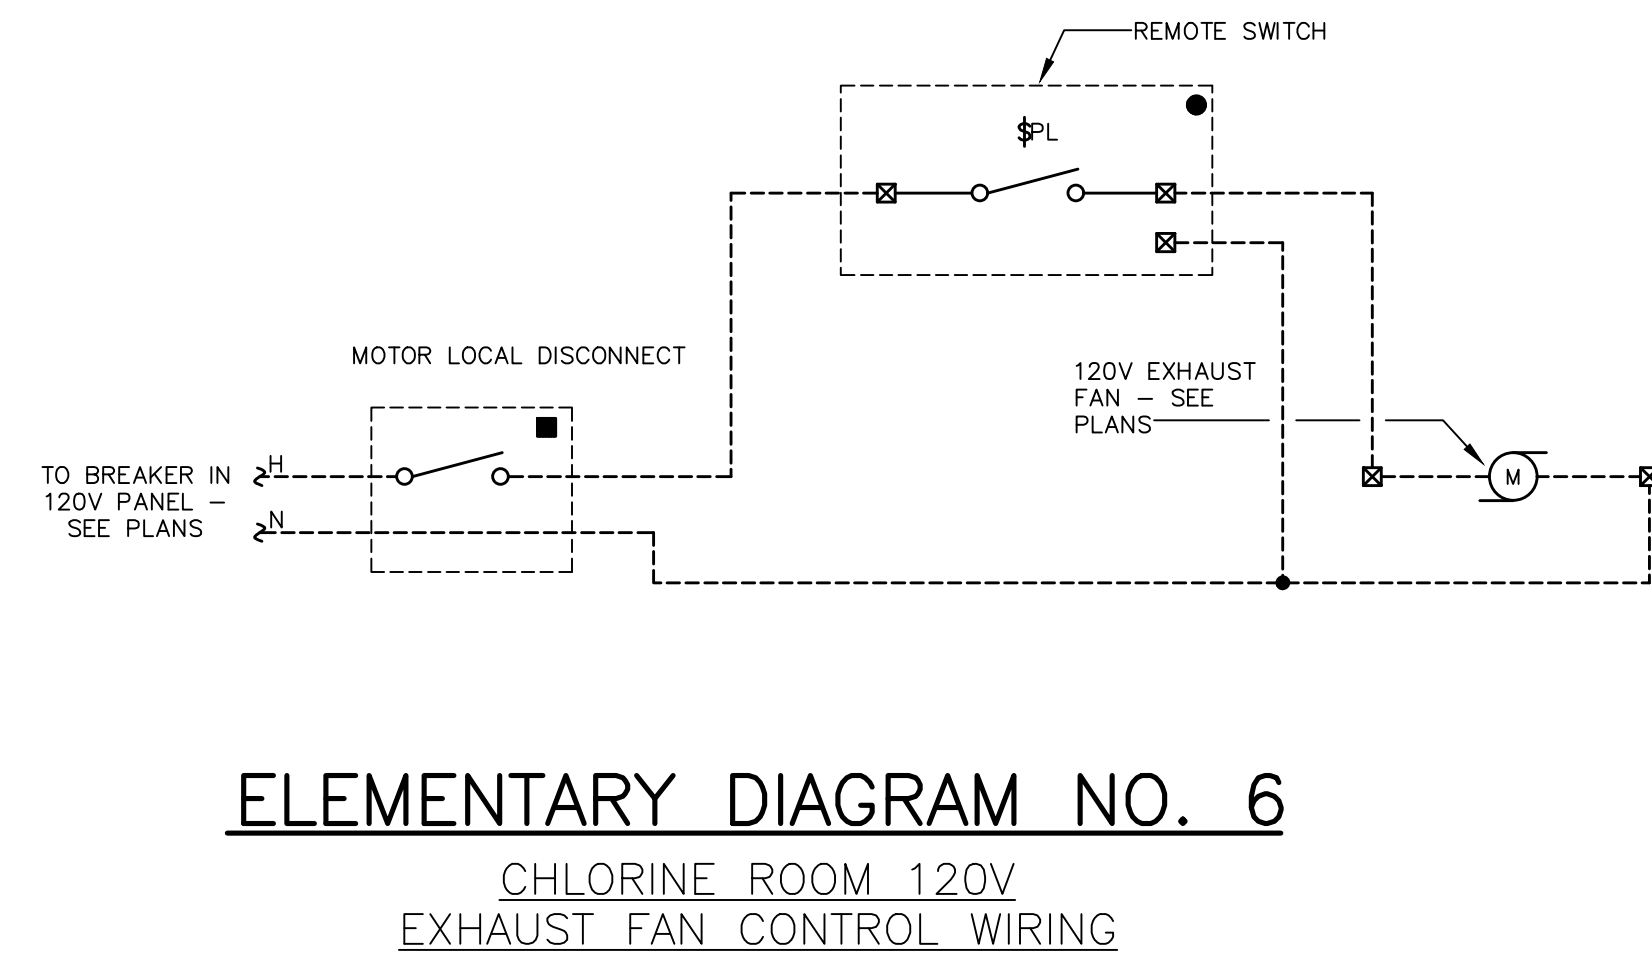 REMOTE SWITCH
$PL
MOTOR LOCAL DISCONNECT
120V EXHAUST
FAN – SEE
PLANS
H
TO BREAKER IN
120V PANEL –
SEE PLANS
N
M
ELEMENTARY DIAGRAM NO. 6
CHLORINE ROOM 120V
EXHAUST FAN CONTROL WIRING